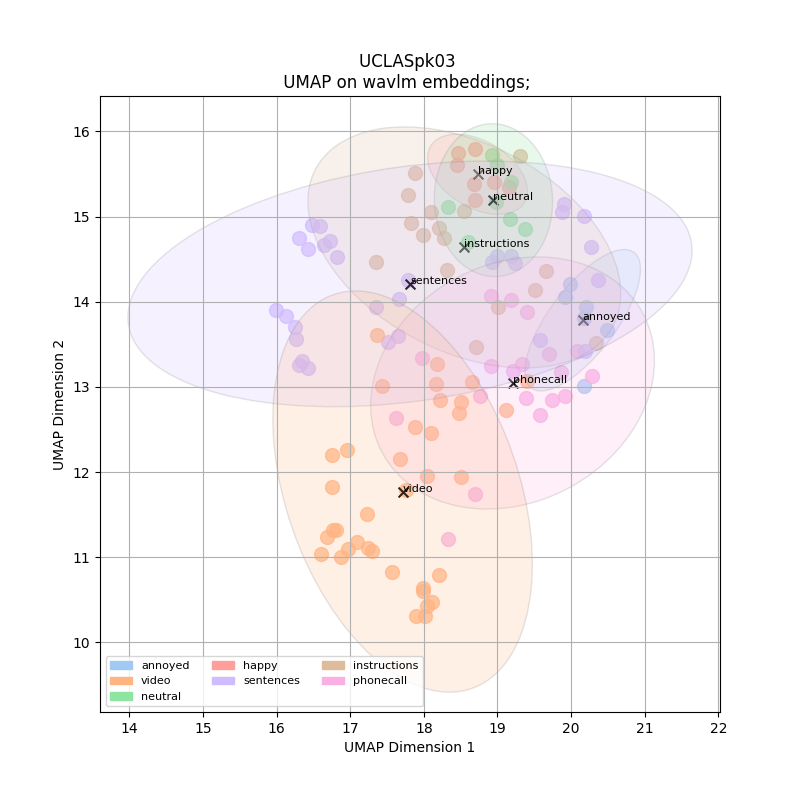 UCLASpk03
UMAP on wavlm embeddings;
UMAP Dimension 2
16
15
14
13
12
11
10
happy
neutral
instructions
sentences
annoyed
phonecall
video
annoyed happy instructions
video sentences phonecall
neutral
14 15 16 17 18 19 20 21 22
UMAP Dimension 1